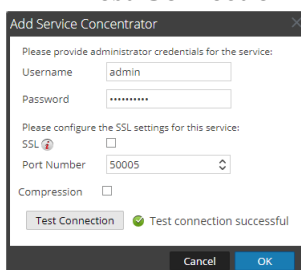 Add Service Concentrator
Please provide administrator credentials for the service:
Username admin
Password ••••••••••
Please configure the SSL settings for this service:
SSL
Port Number 50005
Compression
Test Connection Test connection successful
Cancel OK